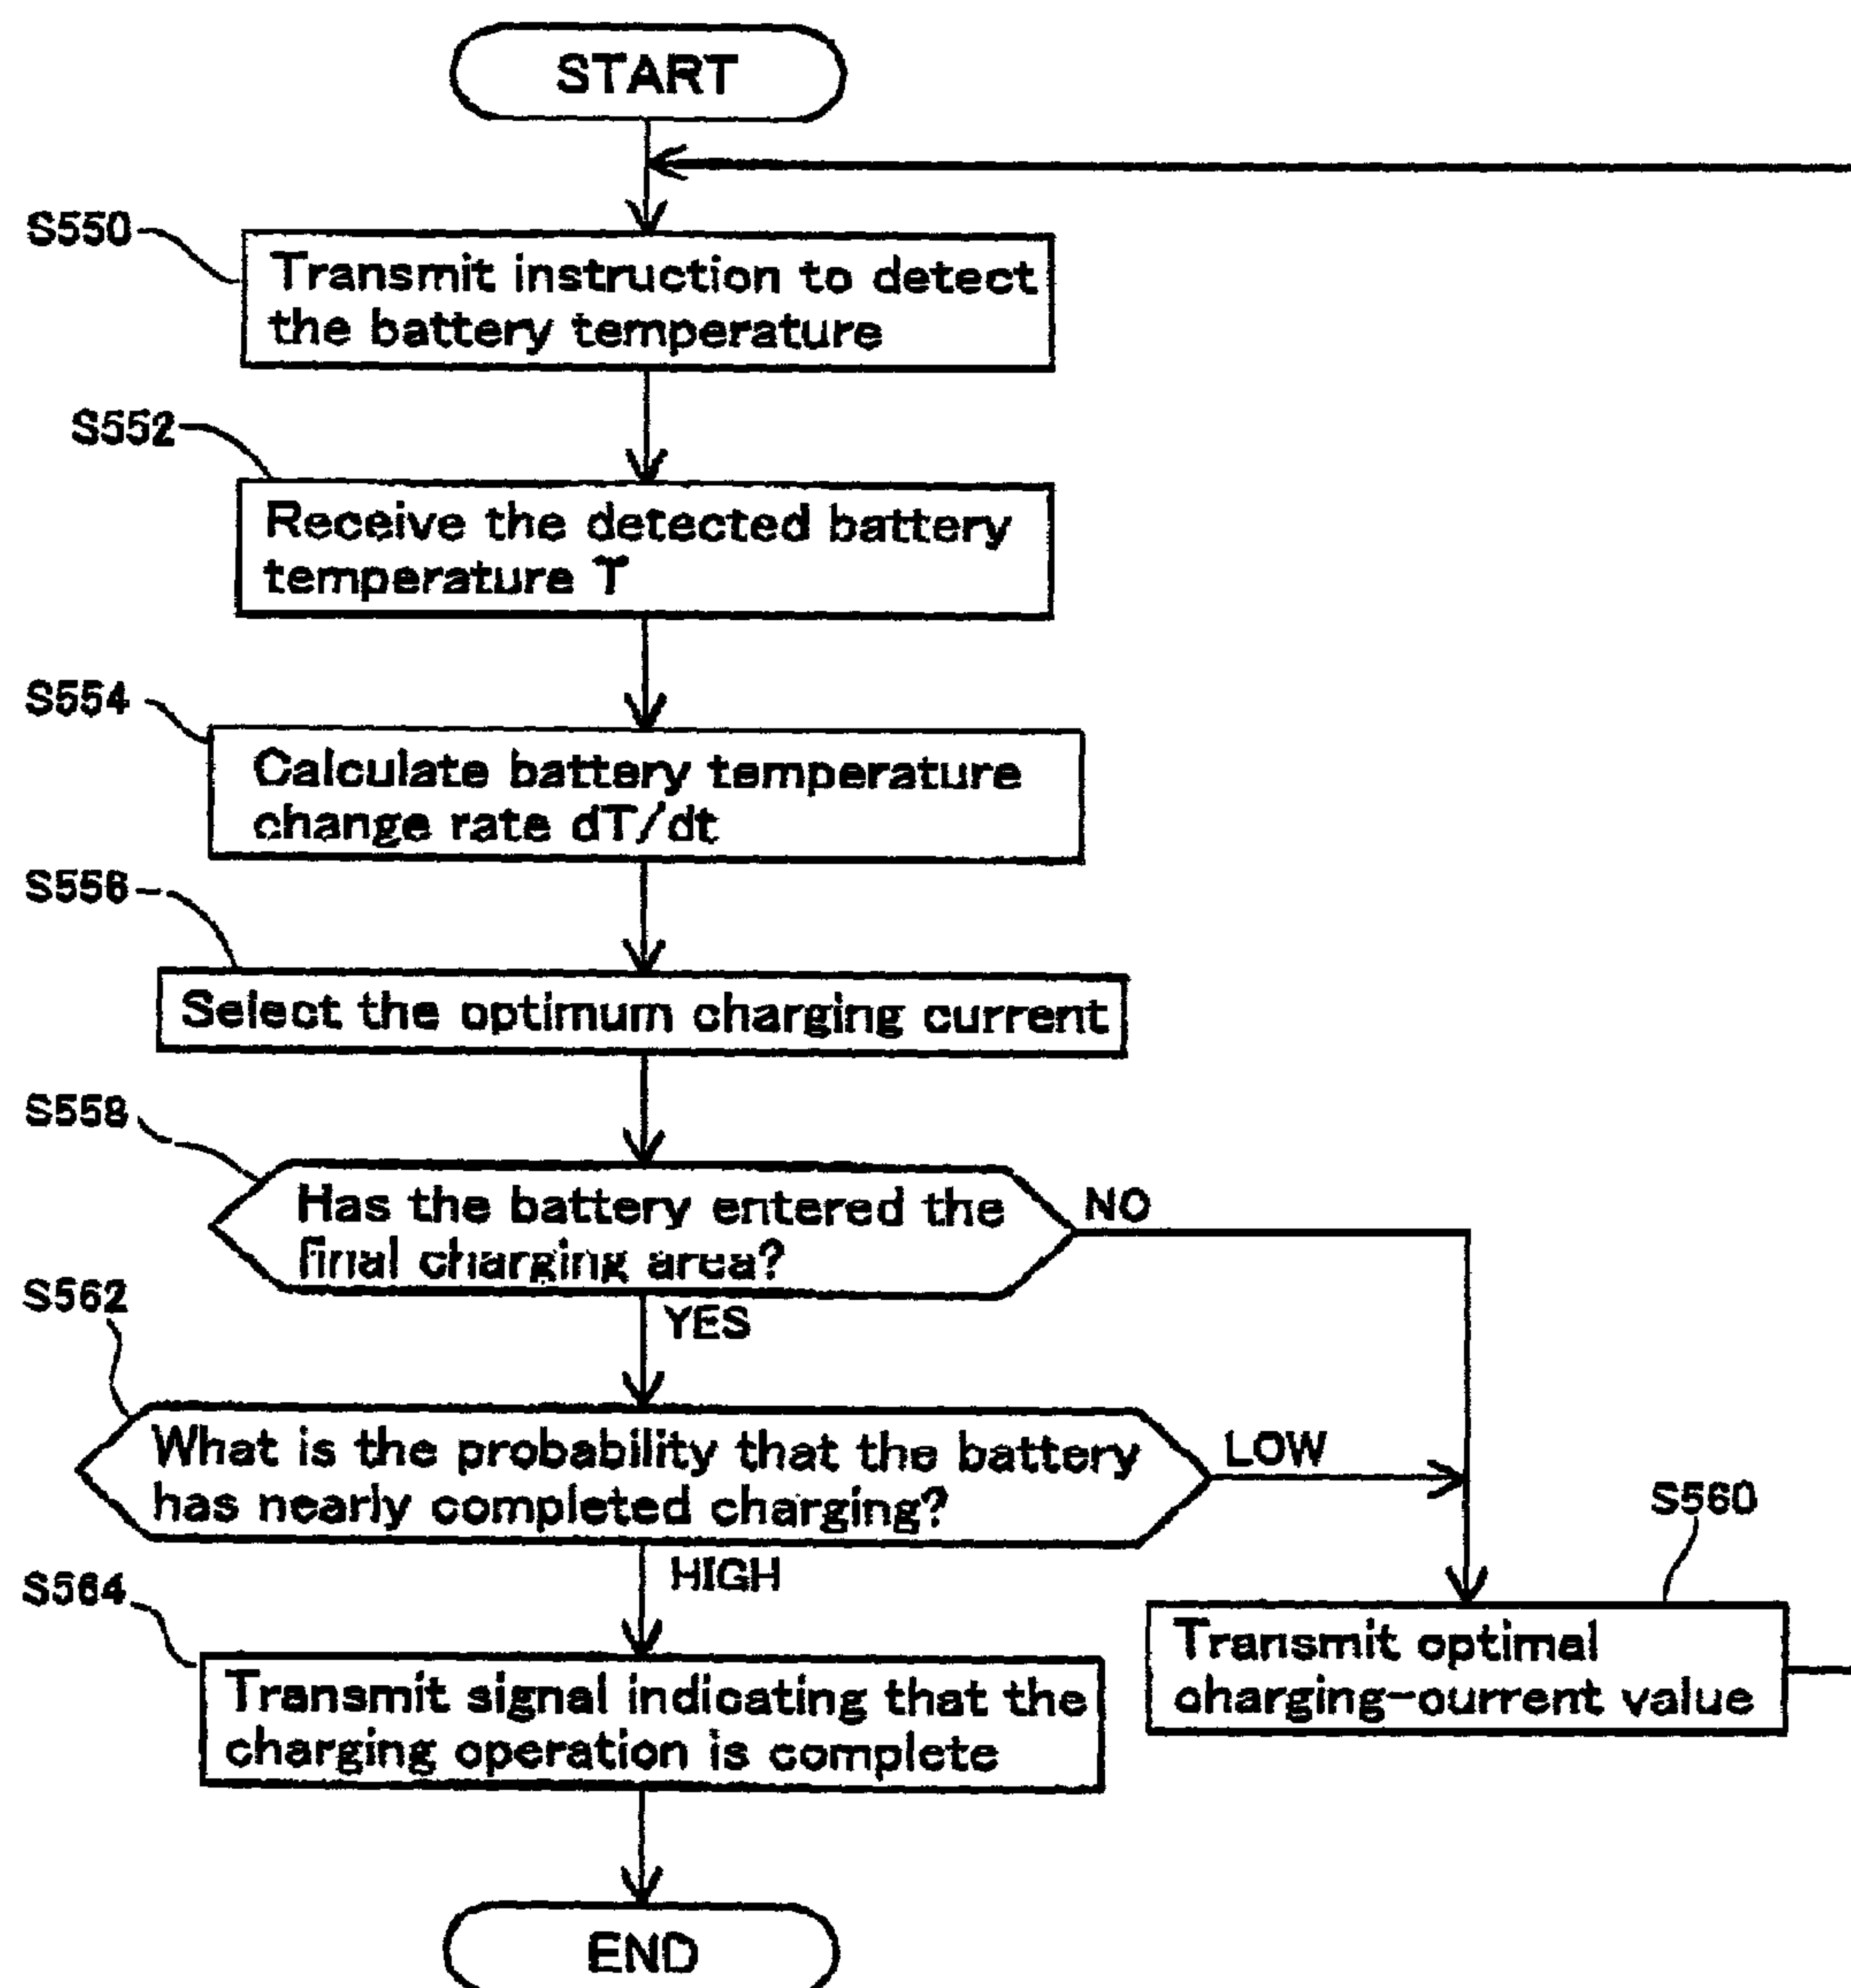 START
S550
Transmit instruction to detect
the battery temperature
S552
Receive the detected battery
temperature T
S554
Calculate battery temperature
change rate dT/dt
S556
Select the optimum charging current
S558
Has the battery entered the
final charging area?
NO
YES
S562
What is the probability that the battery
has nearly completed charging?
LOW
HIGH
S560
Transmit optimal
charging-current value
S564
Transmit signal indicating that the
charging operation is complete
END